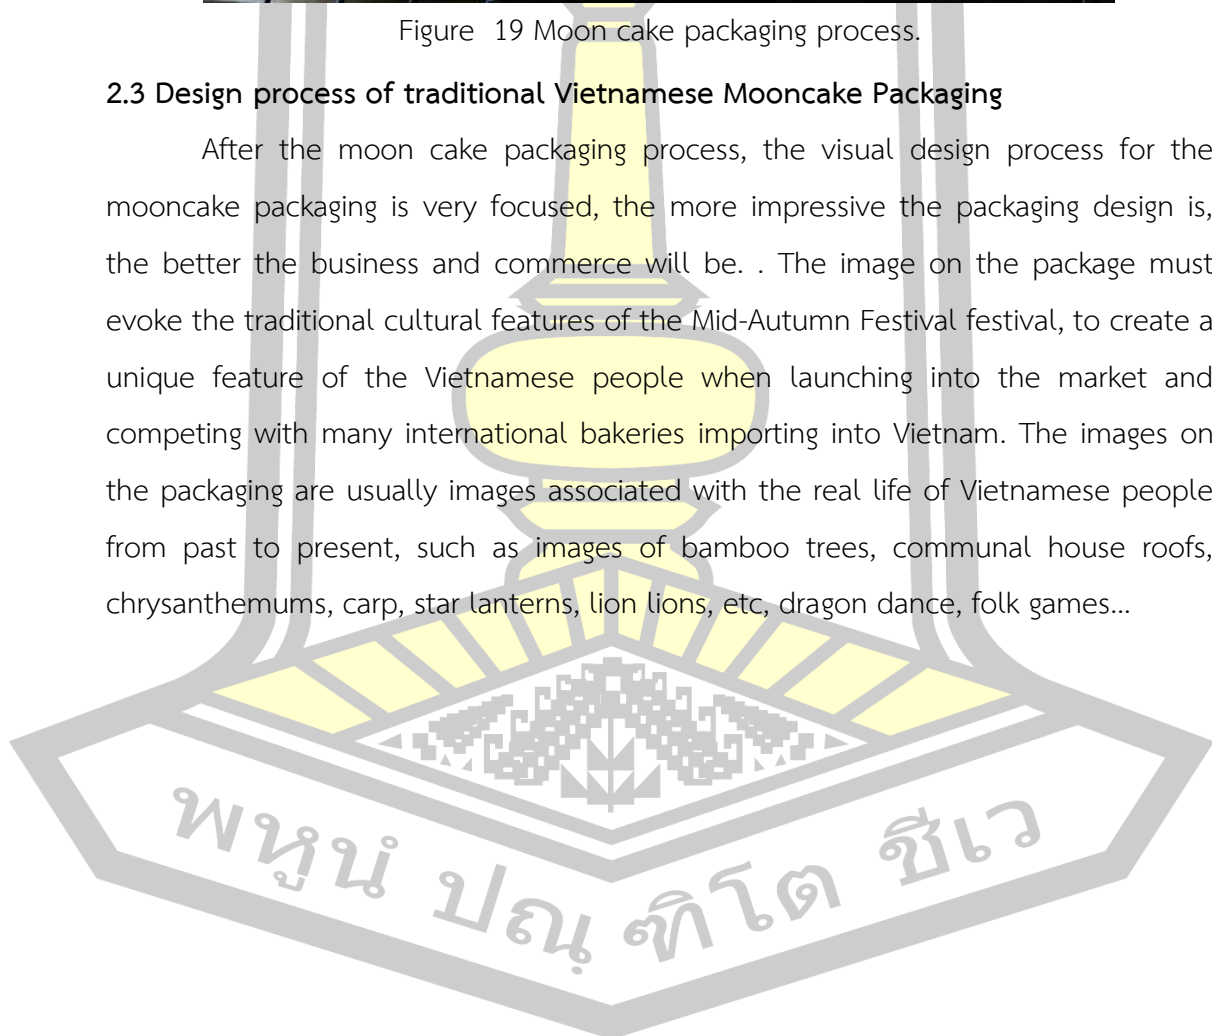 Figure 19 Moon cake packaging process.
2.3 Design process of traditional Vietnamese Mooncake Packaging
After the moon cake packaging process, the visual design process for the
mooncake packaging is very focused, the more impressive the packaging design is,
the better the business and commerce will be. . The image on the package must
evoke the traditional cultural features of the Mid-Autumn Festival festival, to create a
unique feature of the Vietnamese people when launching into the market and
competing with many international bakeries importing into Vietnam. The images on
the packaging are usually images associated with the real life of Vietnamese people
from past to present, such as images of bamboo trees, communal house roofs,
chrysanthemums, carp, star lanterns, lion lions, etc, dragon dance, folk games...
พหูนํ ปณฺฑิโต ชีเว